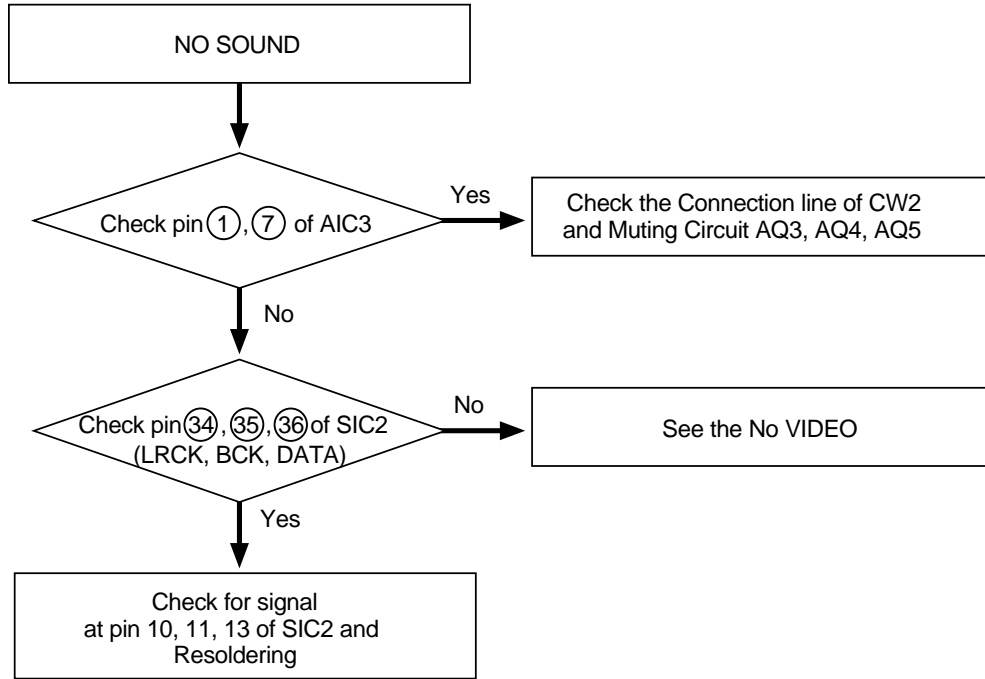 NO SOUND
Check pin 1, 7 of AIC3
Yes
Check the Connection line of CW2
and Muting Circuit AQ3, AQ4, AQ5
No
Check pin 34, 35, 36 of SIC2
(LRCK, BCK, DATA)
No
See the No VIDEO
Yes
Check for signal
at pin 10, 11, 13 of SIC2 and
Resoldering